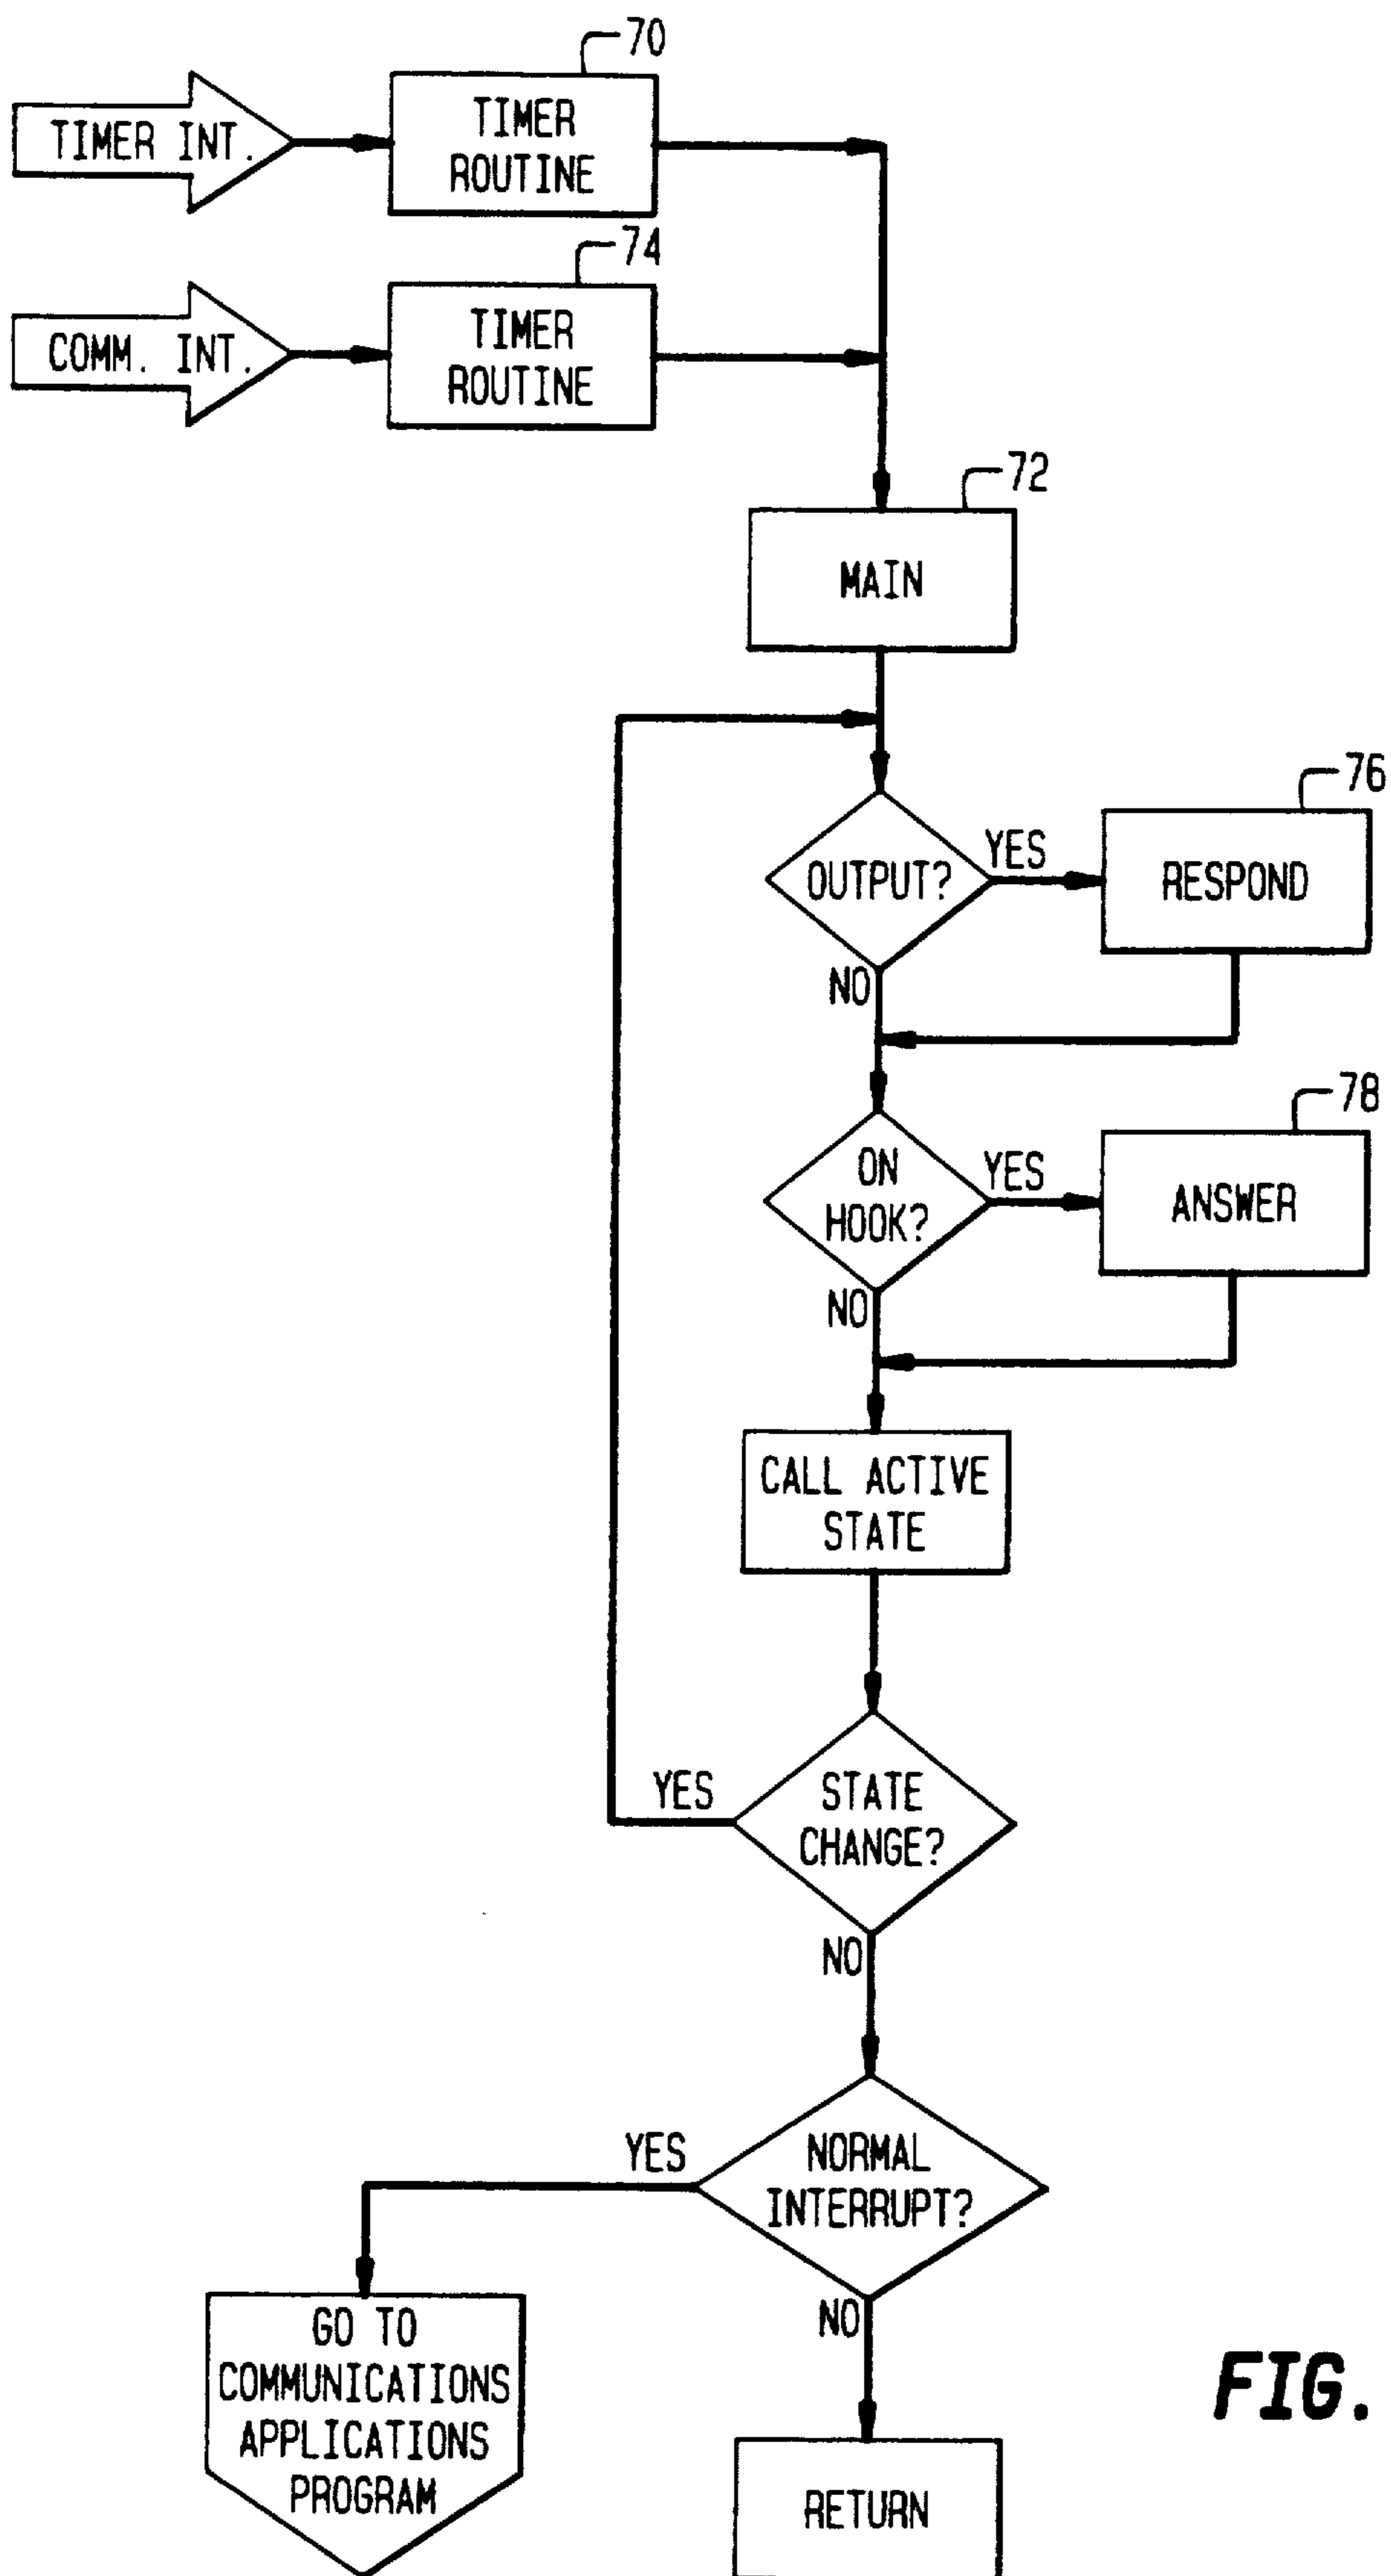 70
TIMER INT.
TIMER
ROUTINE
74
COMM. INT.
TIMER
ROUTINE
72
MAIN
76
OUTPUT?
YES
RESPOND
NO
78
ON
HOOK?
YES
ANSWER
NO
CALL ACTIVE
STATE
YES
STATE
CHANGE?
NO
YES
NORMAL
INTERRUPT?
NO
GO TO
COMMUNICATIONS
APPLICATIONS
PROGRAM
RETURN
FIG.